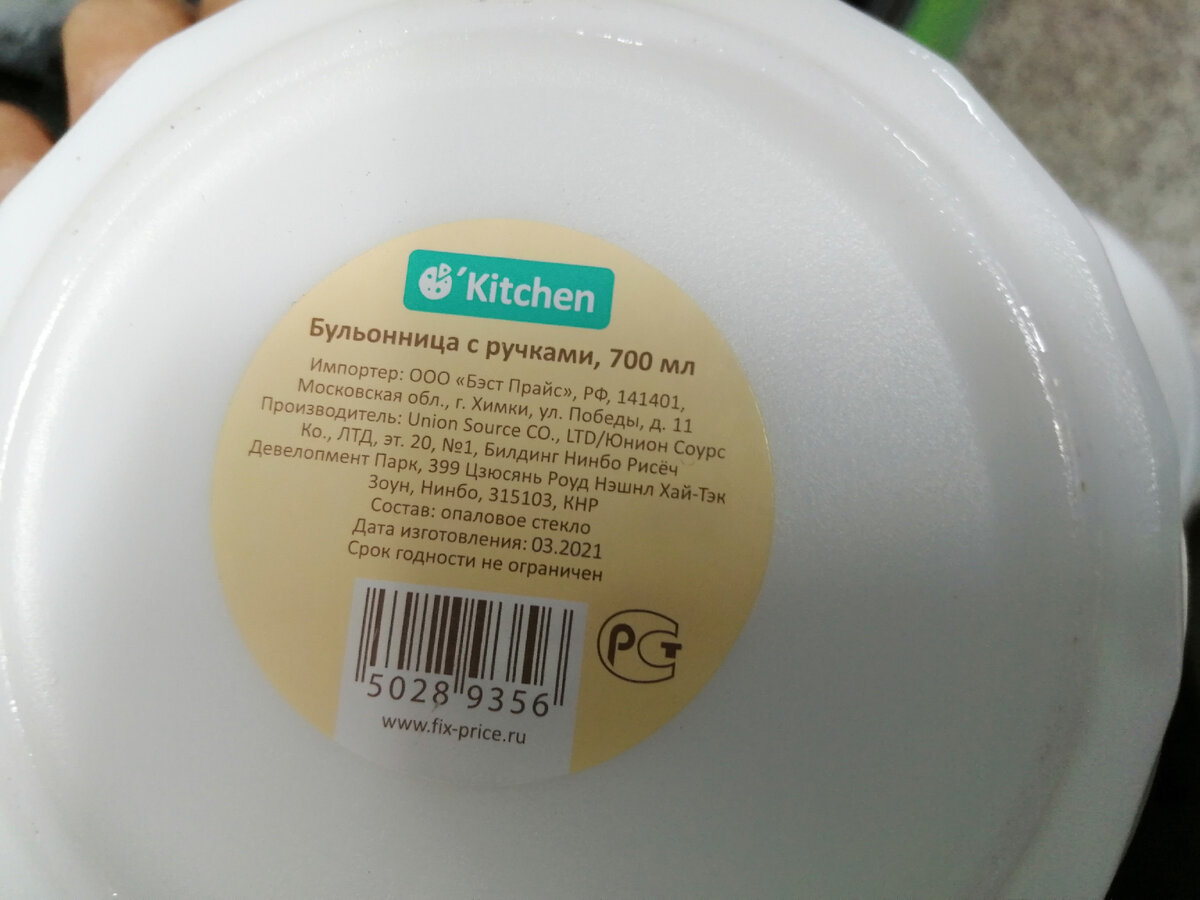 'Kitchen
Бульонница с ручками, 700 мл
Импортер: ООО «Бэст Прайс», РФ, 141401,
Московская обл., г. Химки, ул. Победы, д. 11
Производитель: Union Source CO., LTD/Юнион Соурс
Ко., ЛТД, эт. 20, №1, Билдинг Нинбо Рисёч
Девелопмент Парк, 399 Цзюсянь Роуд Нэшнл Хай-Тэк
Зоун, Нинбо, 315103, КНР
Состав: опаловое стекло
Дата изготовления: 03.2021
Срок годности не ограничен
РСТ
5028 9356
www.fix-price.ru